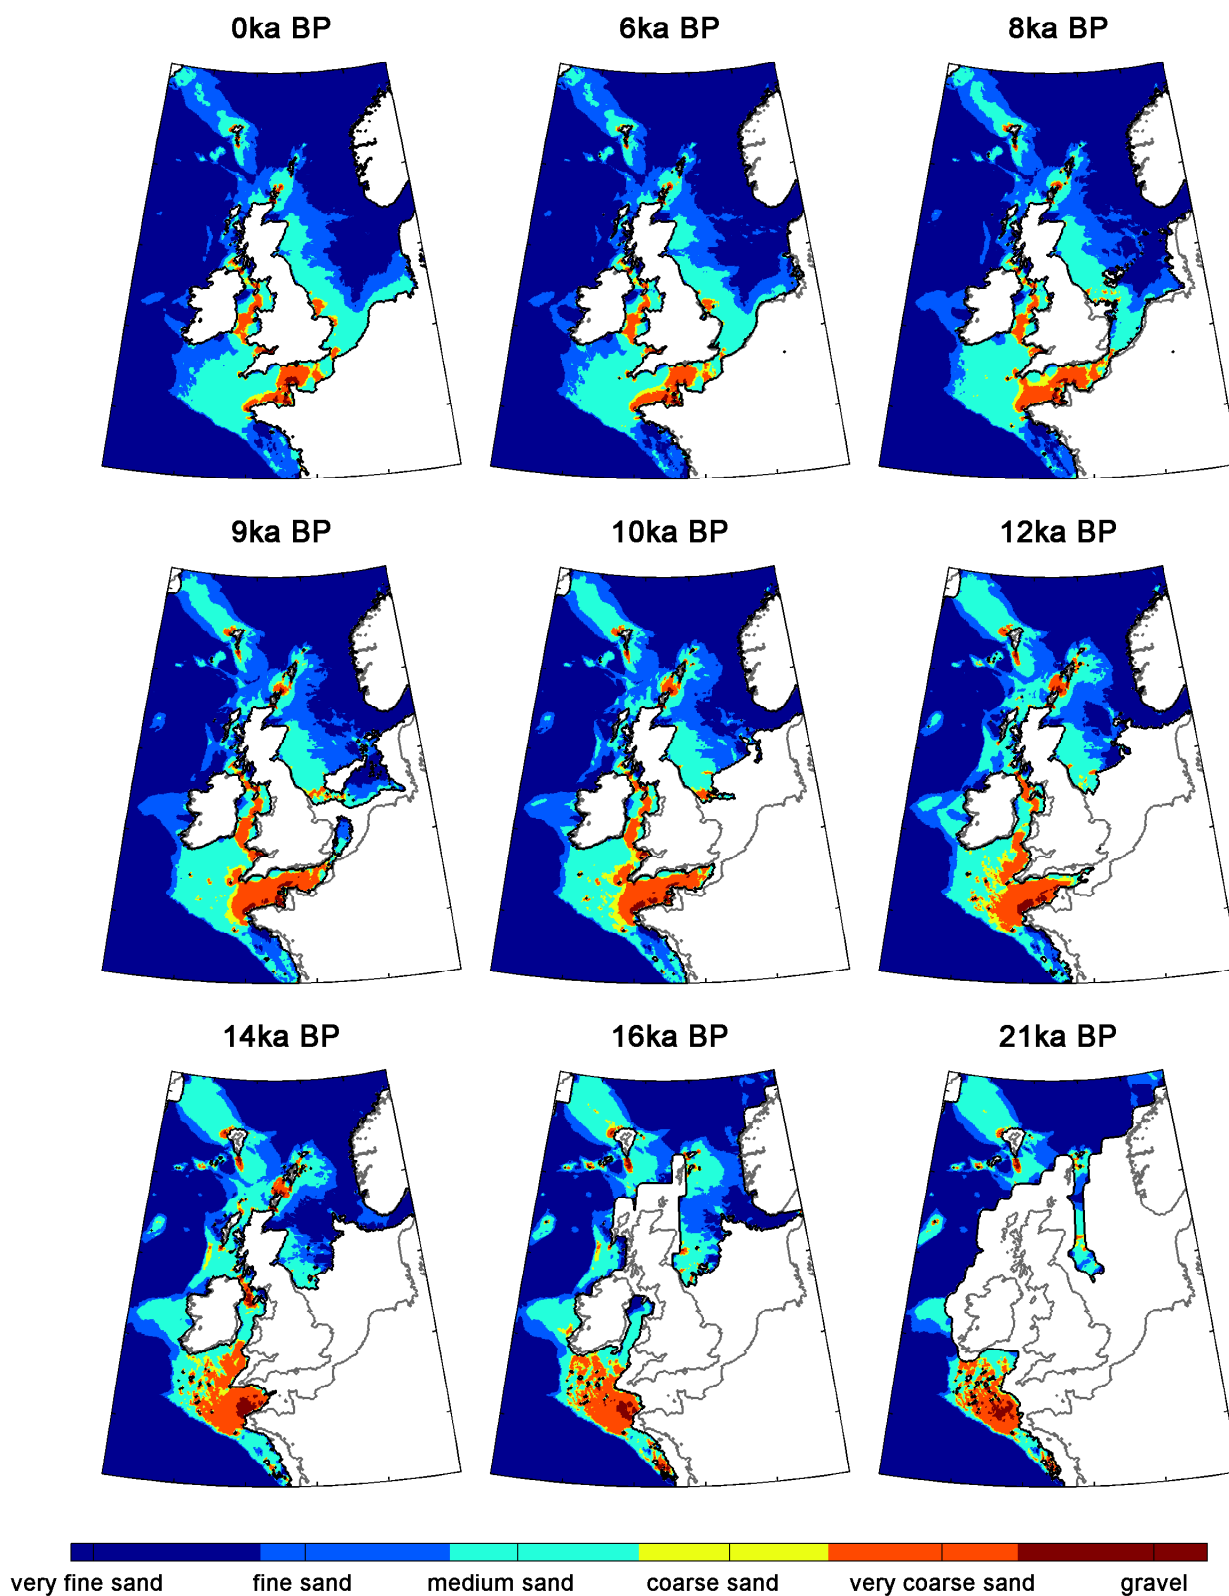 0ka BP 6ka BP 8ka BP
9ka BP 10ka BP 12ka BP
14ka BP 16ka BP 21ka BP
very fine sand fine sand medium sand coarse sand very coarse sand gravel